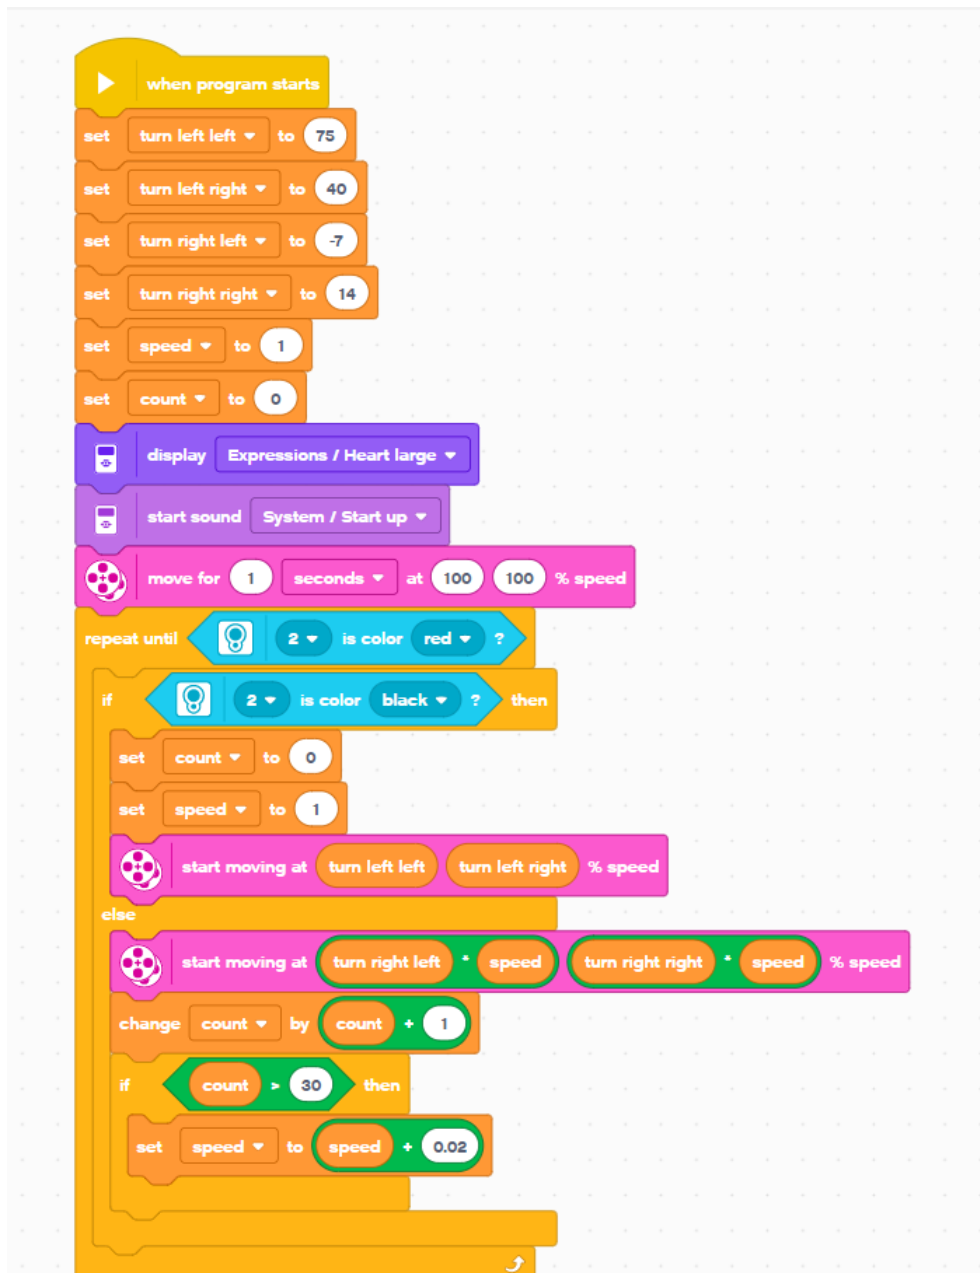 when program starts
set turn left left to 75
set turn left right to 40
set turn right left to -7
set turn right right to 14
set speed to 1
set count to 0
display Expressions / Heart large
start sound System / Start up
move for 1 seconds at 100 100 % speed
repeat until 2 is color red ?
if 2 is color black ? then
set count to 0
set speed to 1
start moving at turn left left turn left right % speed
else
start moving at turn right left * speed turn right right * speed % speed
change count by count + 1
if count > 30 then
set speed to speed + 0.02